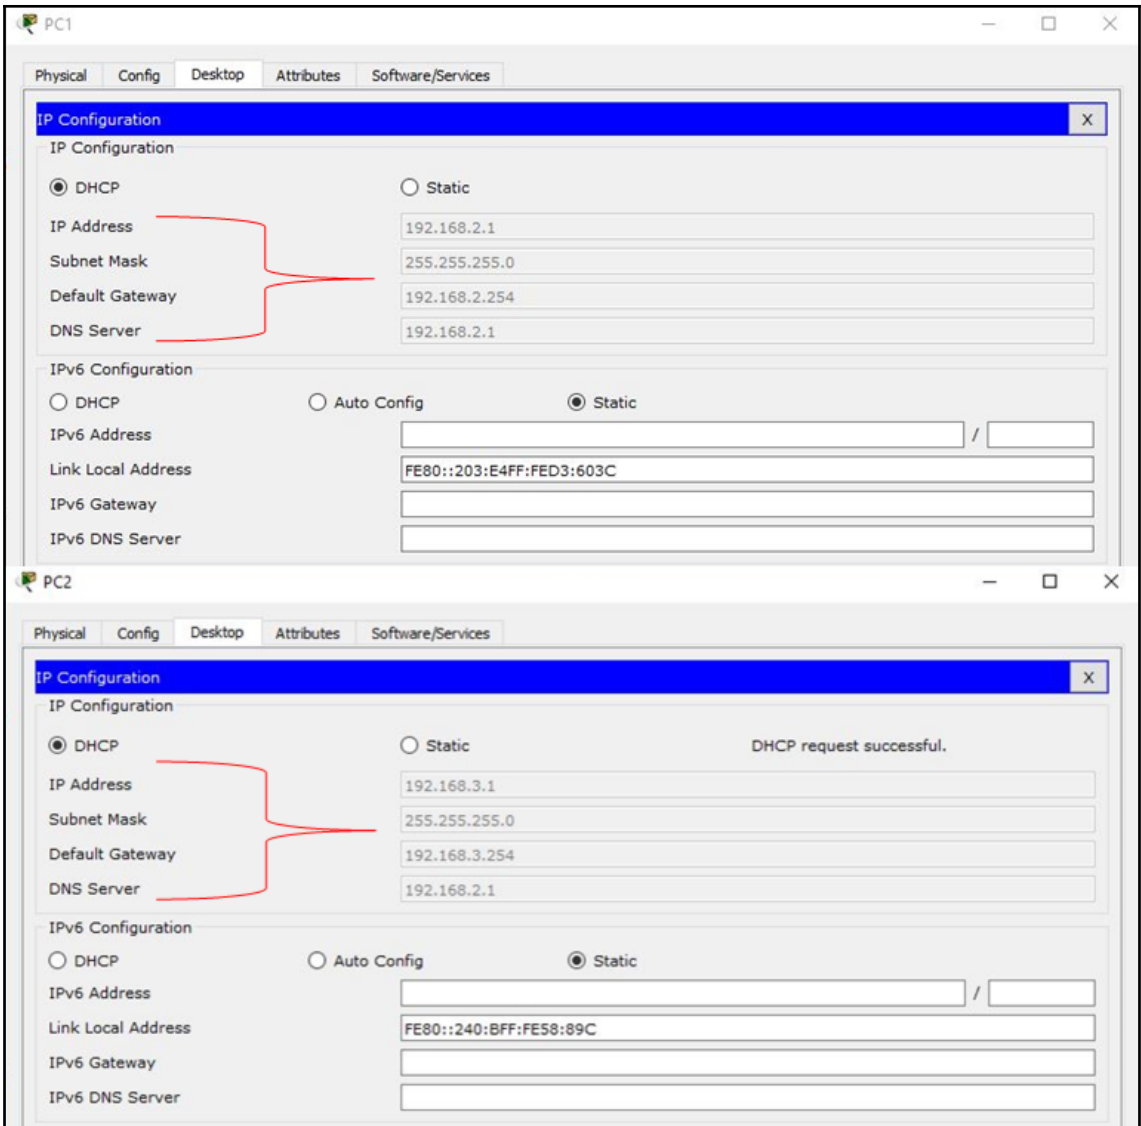 PC1
Physical Config Desktop Attributes Software/Services
IP Configuration X
IP Configuration
DHCP Static
IP Address 192.168.2.1
Subnet Mask 255.255.255.0
Default Gateway 192.168.2.254
DNS Server 192.168.2.1
IPv6 Configuration
DHCP Auto Config Static
IPv6 Address /
Link Local Address FE80::203:E4FF:FED3:603C
IPv6 Gateway
IPv6 DNS Server
PC2
Physical Config Desktop Attributes Software/Services
IP Configuration X
IP Configuration
DHCP Static DHCP request successful.
IP Address 192.168.3.1
Subnet Mask 255.255.255.0
Default Gateway 192.168.3.254
DNS Server 192.168.2.1
IPv6 Configuration
DHCP Auto Config Static
IPv6 Address /
Link Local Address FE80::240:BFF:FE58:89C
IPv6 Gateway
IPv6 DNS Server